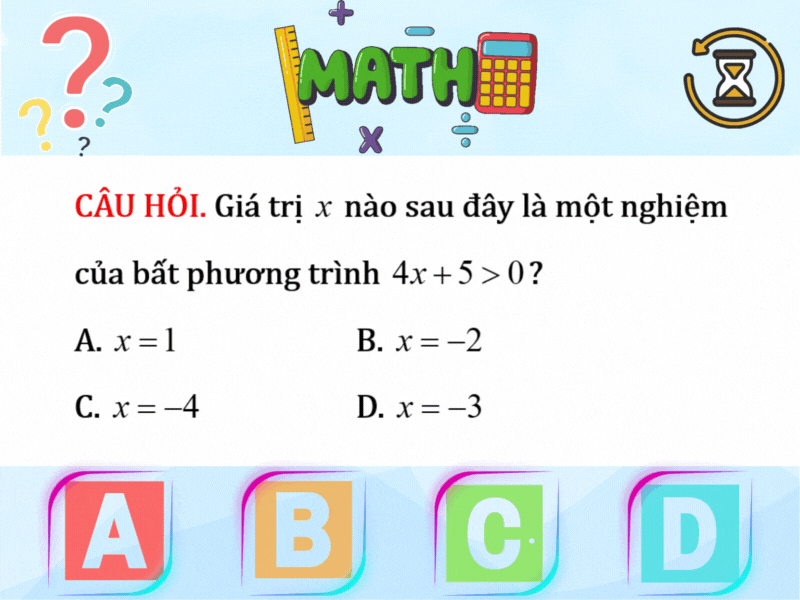 MATH
CÂU HỎI. Giá trị x nào sau đây là một nghiệm
của bất phương trình 4x + 5 > 0 ?
A. x = 1 B. x = −2
C. x = −4 D. x = −3
A B C D